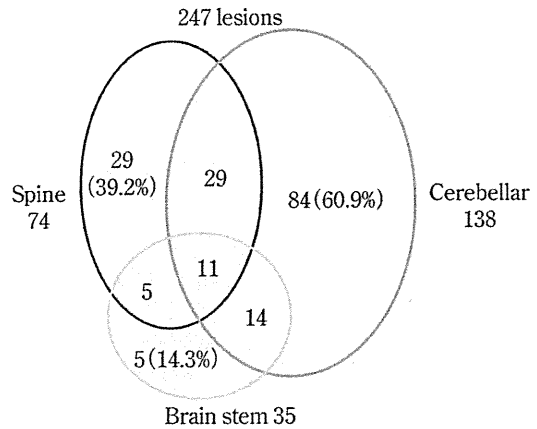 247 lesions
29
(39.2%)
29
84(60.9%)
Spine
74
Cerebellar
138
11
5
14
5(14.3%)
Brain stem 35